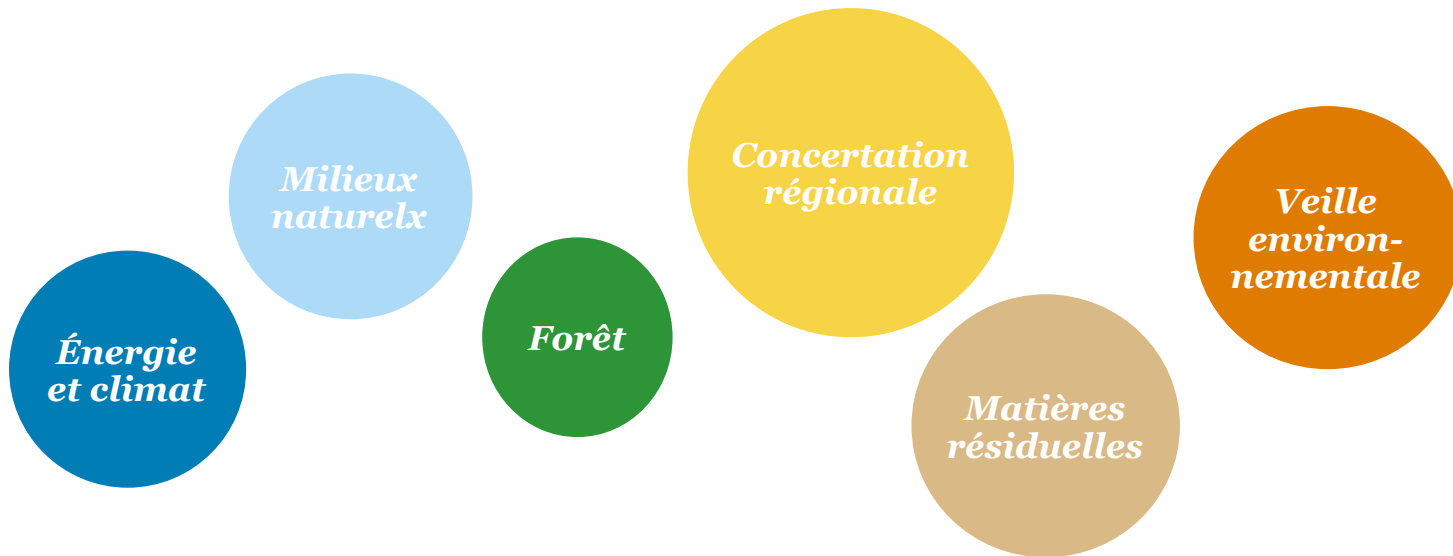 Énergie
et climat
Milieux
naturelx
Forêt
Concertation
régionale
Matières
résiduelles
Veille
environ-
nementale